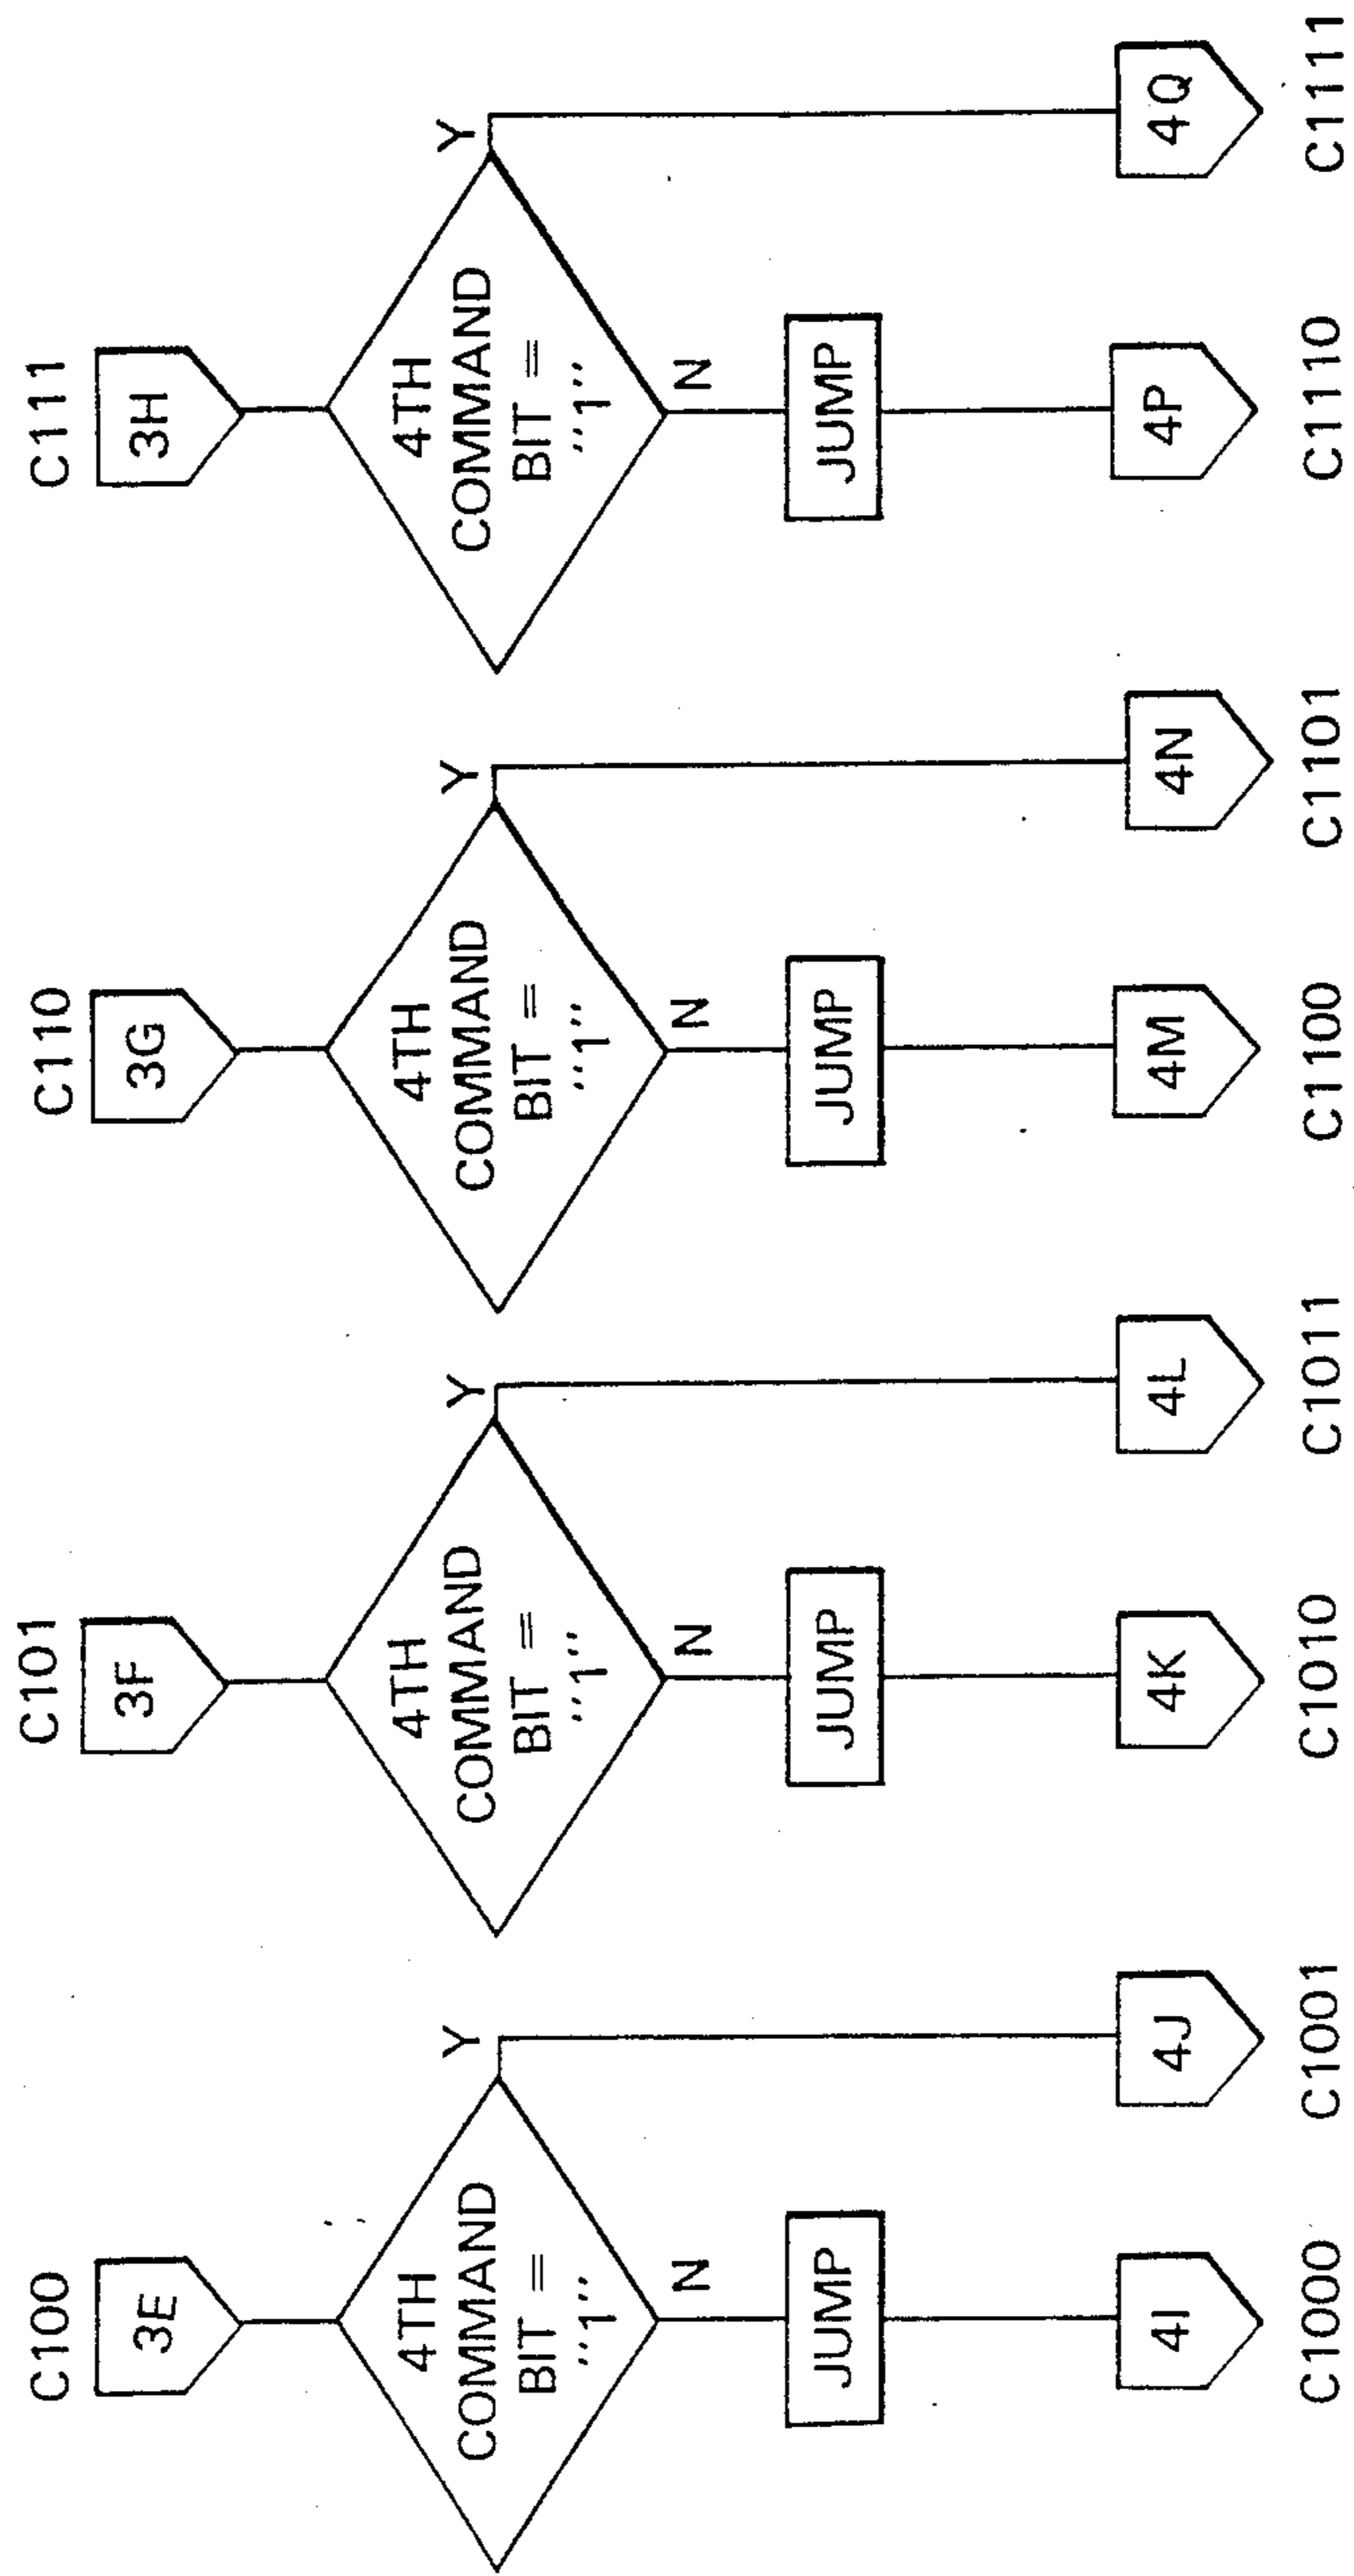 C100
3E
4TH
COMMAND
BIT =
"1"
Y
N
JUMP
4I
C1000
4J
C1001
C101
3F
4TH
COMMAND
BIT =
"1"
Y
N
JUMP
4K
C1010
4L
C1011
C110
3G
4TH
COMMAND
BIT =
"1"
Y
N
JUMP
4M
C1100
4N
C1101
C111
3H
4TH
COMMAND
BIT =
"1"
Y
N
JUMP
4P
C1110
4Q
C1111